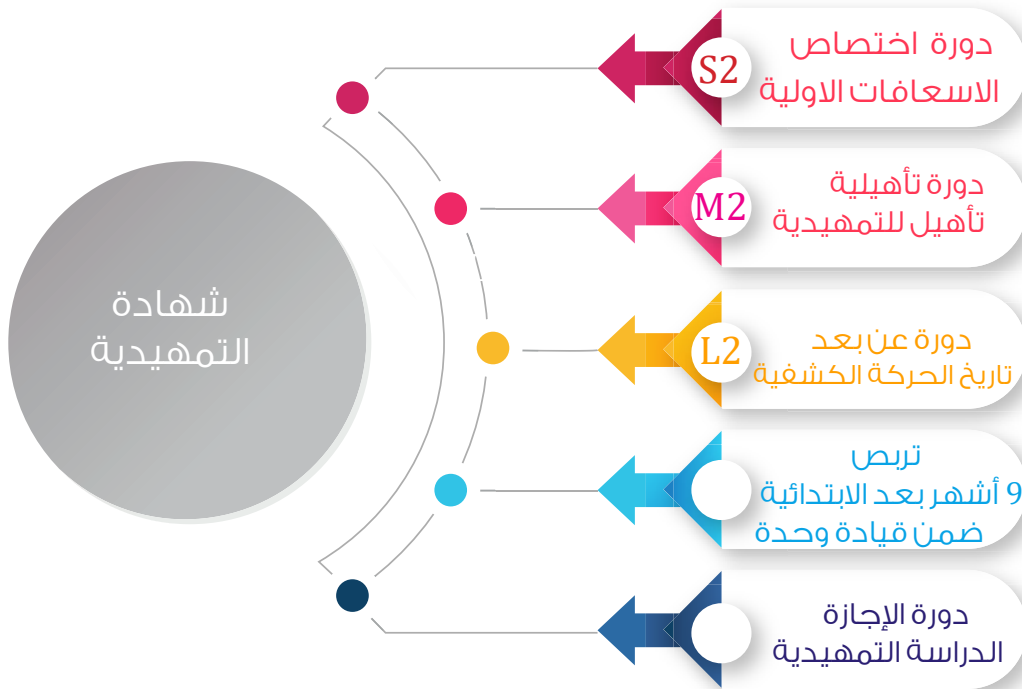 دورة اختصاص
الاسعافات الاولية
S2
دورة تأهيلية
تأهيل للتمهيدية
M2
شهادة
التمهيدية
دورة عن بعد
تاريخ الحركة الكشفية
L2
تربص
9 أشهر بعد الابتدائية
ضمن قيادة وحدة
دورة الإجازة
الدراسة التمهيدية